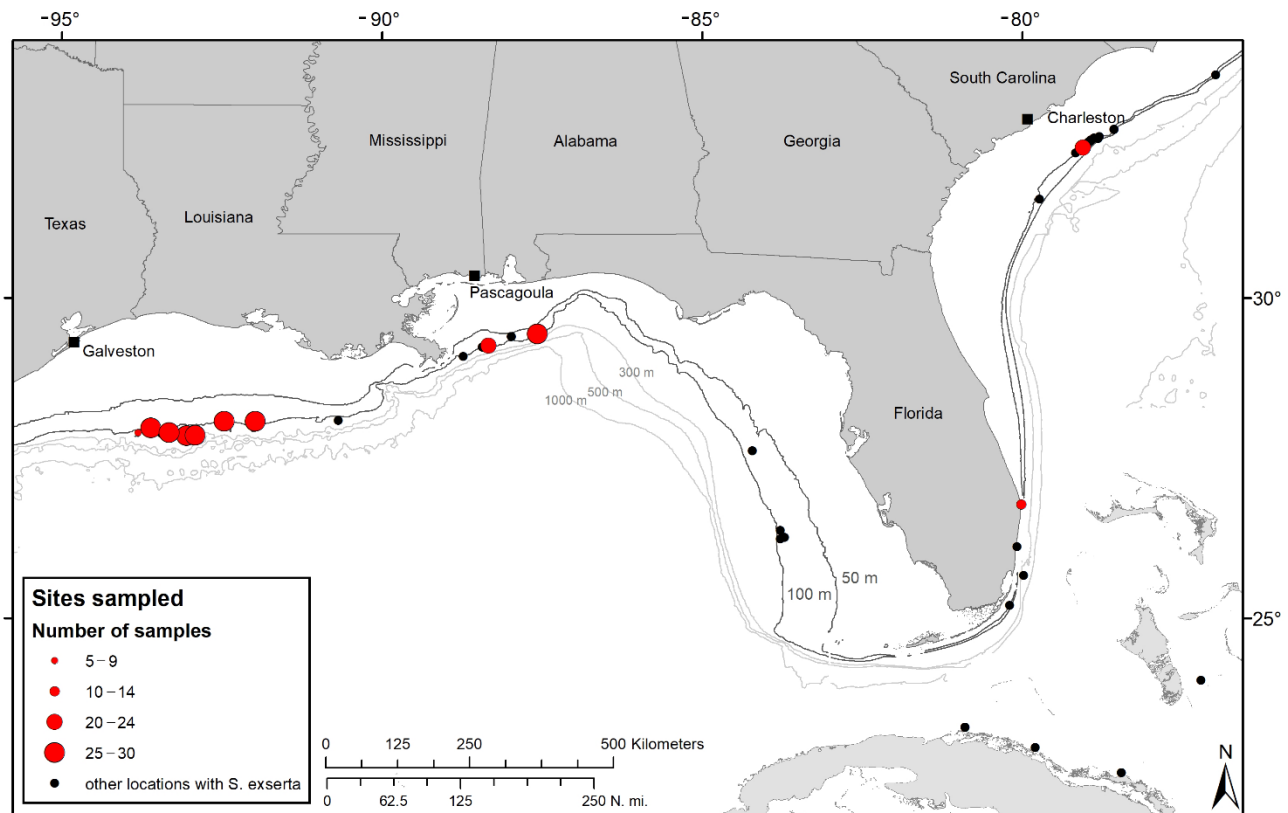 -95°
-90°
-85°
-80°
South Carolina
Charleston
Mississippi
Alabama
Georgia
Texas
Louisiana
Pascagoula
30°
30°
Galveston
300 m
500 m
1000 m
Florida
50 m
100 m
25°
25°
Sites sampled
Number of samples
5 – 9
10 – 14
20 – 24
25 – 30
other locations with S. exserta
0 125 250 500 Kilometers
0 62.5 125 250 N. mi.
N